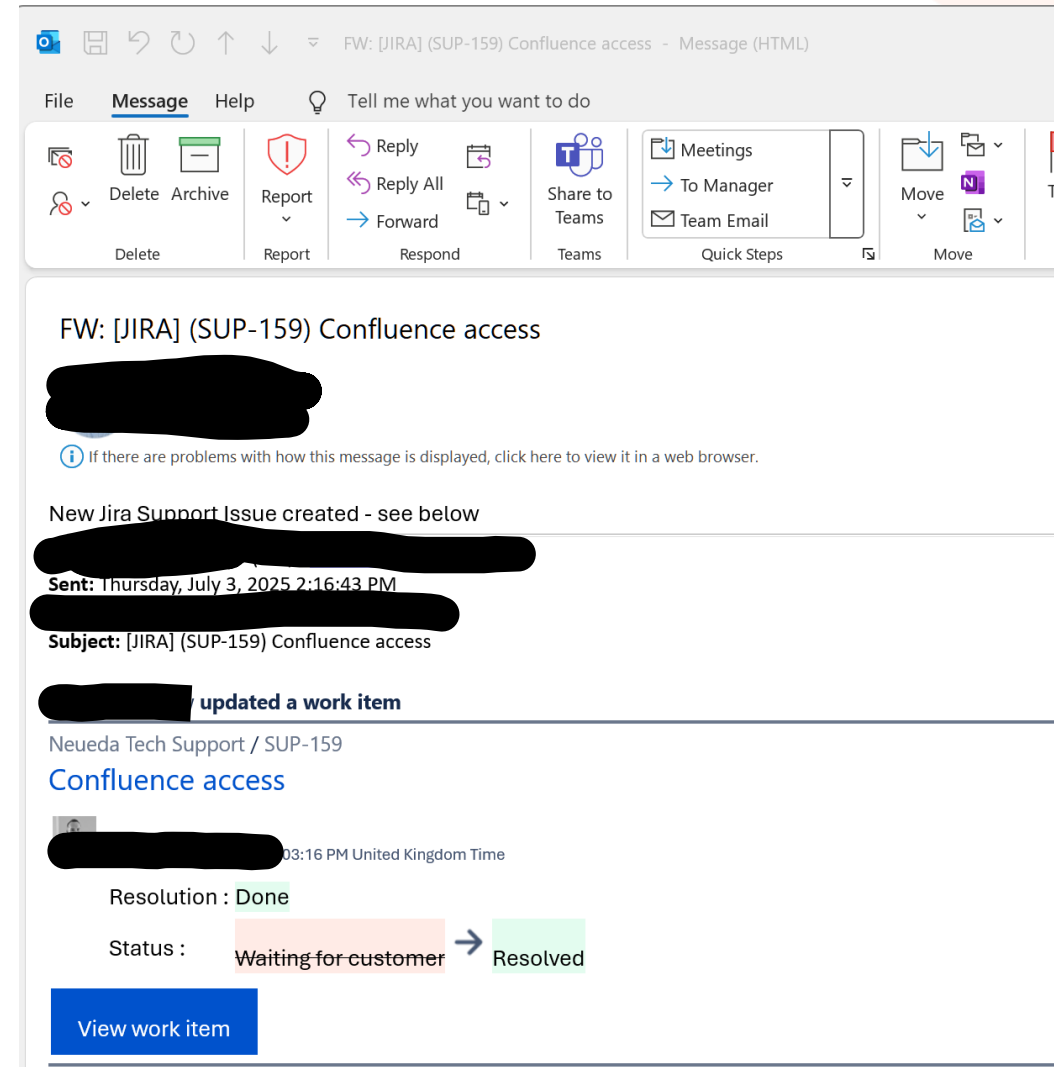 FW: [JIRA] (SUP-159) Confluence access - Message (HTML)
File Message Help Tell me what you want to do
Delete Archive
Delete
Report
Report
Reply
Reply All
Forward
Respond
Share to
Teams
Teams
Meetings
To Manager
Team Email
Quick Steps
Move
Move
FW: [JIRA] (SUP-159) Confluence access
If there are problems with how this message is displayed, click here to view it in a web browser.
New Jira Support Issue created - see below
Sent: Thursday, July 3, 2025 2:16:43 PM
Subject: [JIRA] (SUP-159) Confluence access
updated a work item
Neueda Tech Support / SUP-159
Confluence access
03:16 PM United Kingdom Time
Resolution : Done
Status : Waiting for customer → Resolved
View work item